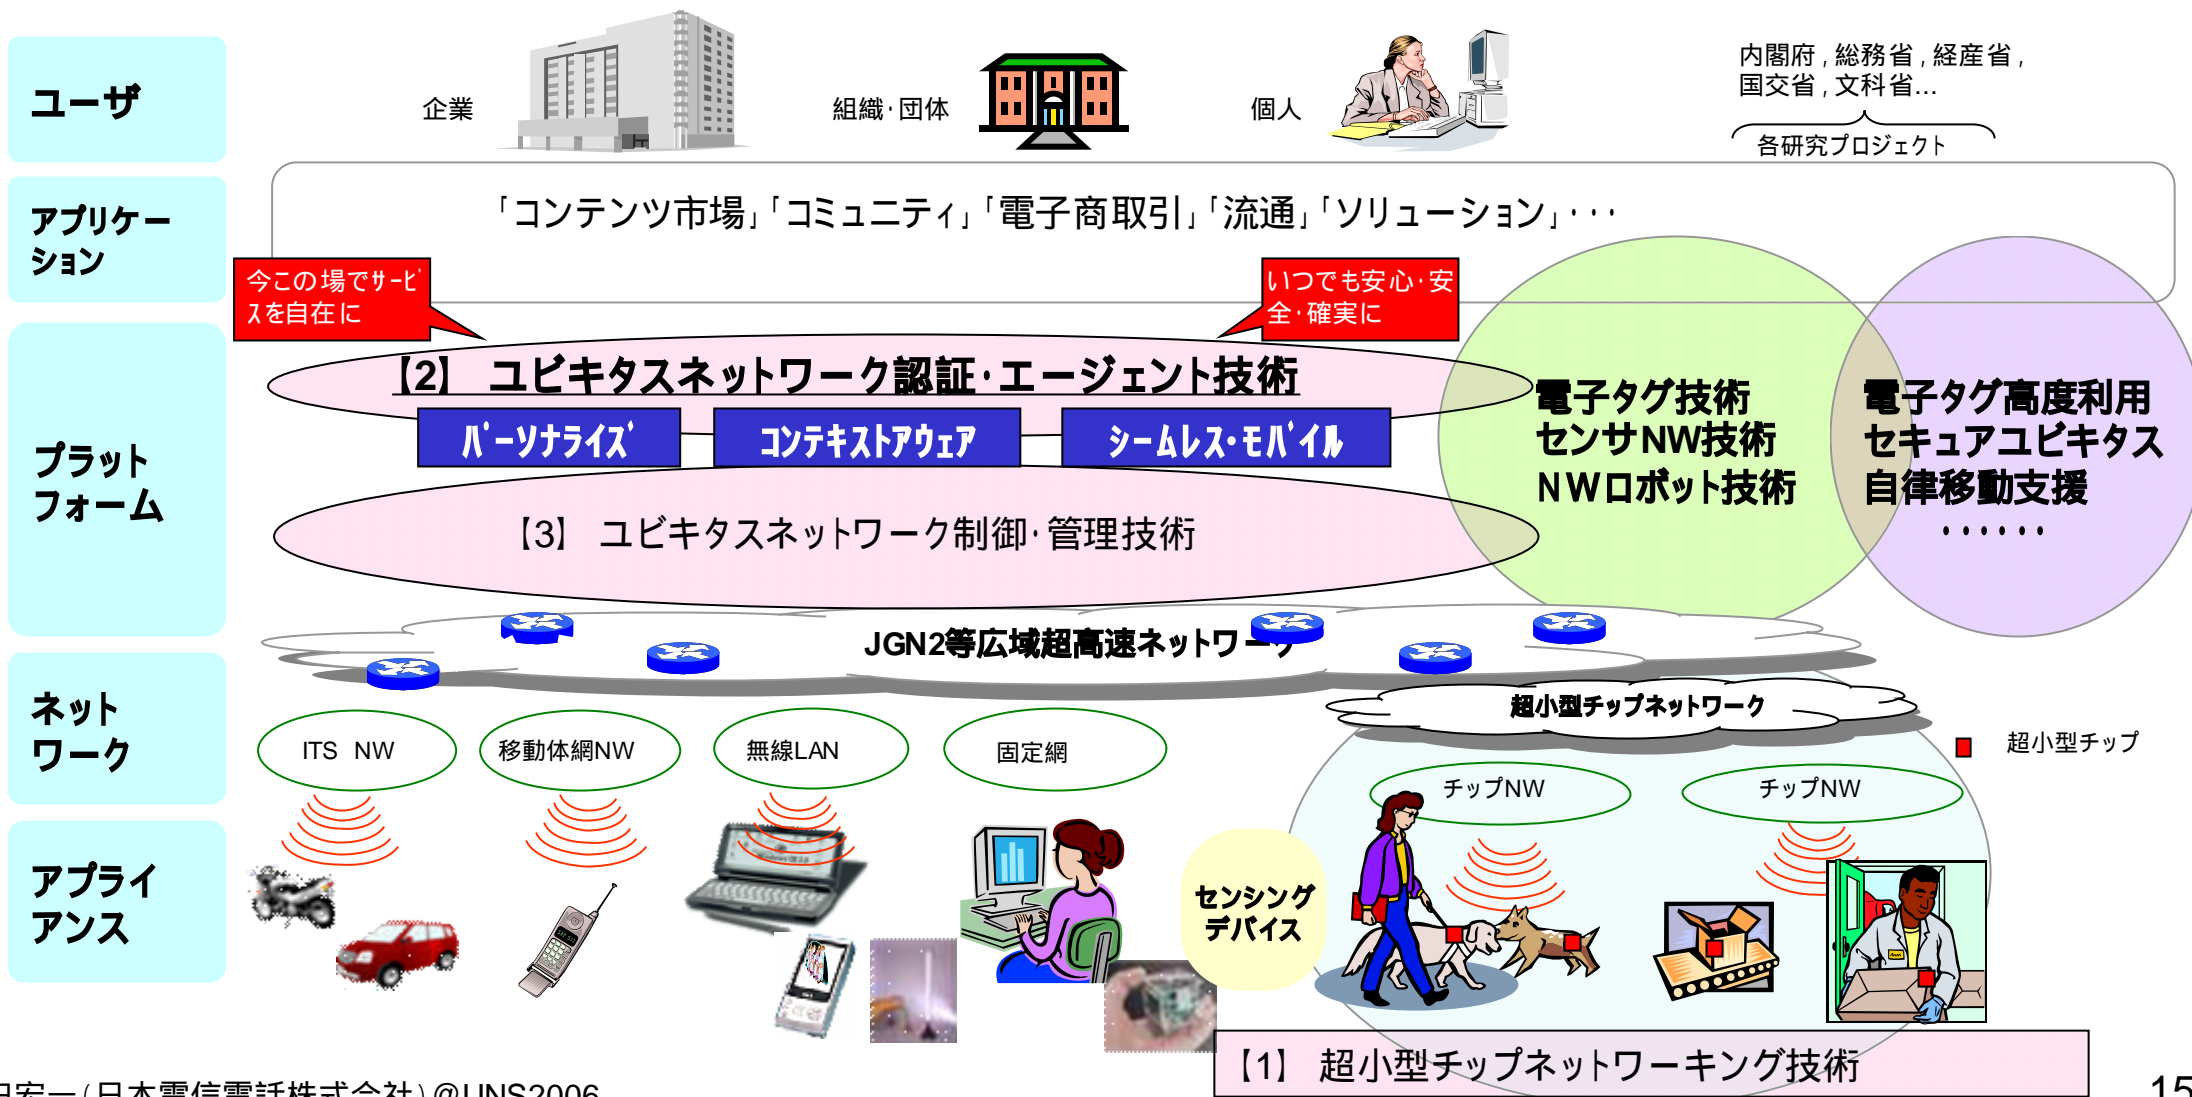 ユーザ
企業
組織・団体
個人
内閣府，総務省，経産省，
国交省，文科省…
各研究プロジェクト
アプリケー
ション
「コンテンツ市場」「コミュニティ」「電子商取引」「流通」「ソリューション」・・・
今この場でｻｰﾋﾞ
ｽを自在に
いつでも安心・安
全・確実に
プラット
フォーム
【2】 ユビキタスネットワーク認証・エージェント技術
ﾊﾟｰｿﾅﾗｲｽﾞ
ｺﾝﾃｷｽﾄｱｳｪｱ
ｼｰﾑﾚｽ・ﾓﾊﾞｲﾙ
【3】 ユビキタスネットワーク制御・管理技術
電子タグ技術
センサNW技術
NWロボット技術
電子タグ高度利用
セキュアユビキタス
自律移動支援
・・・・・・
JGN2等広域超高速ネットワーク
ネット
ワーク
超小型チップネットワーク
ITS NW
移動体網NW
無線LAN
固定網
チップNW
チップNW
超小型チップ
アプライ
アンス
センシング
デバイス
【1】 超小型チップネットワーキング技術
宏一（日本電信電話株式会社）@UNS2006
15